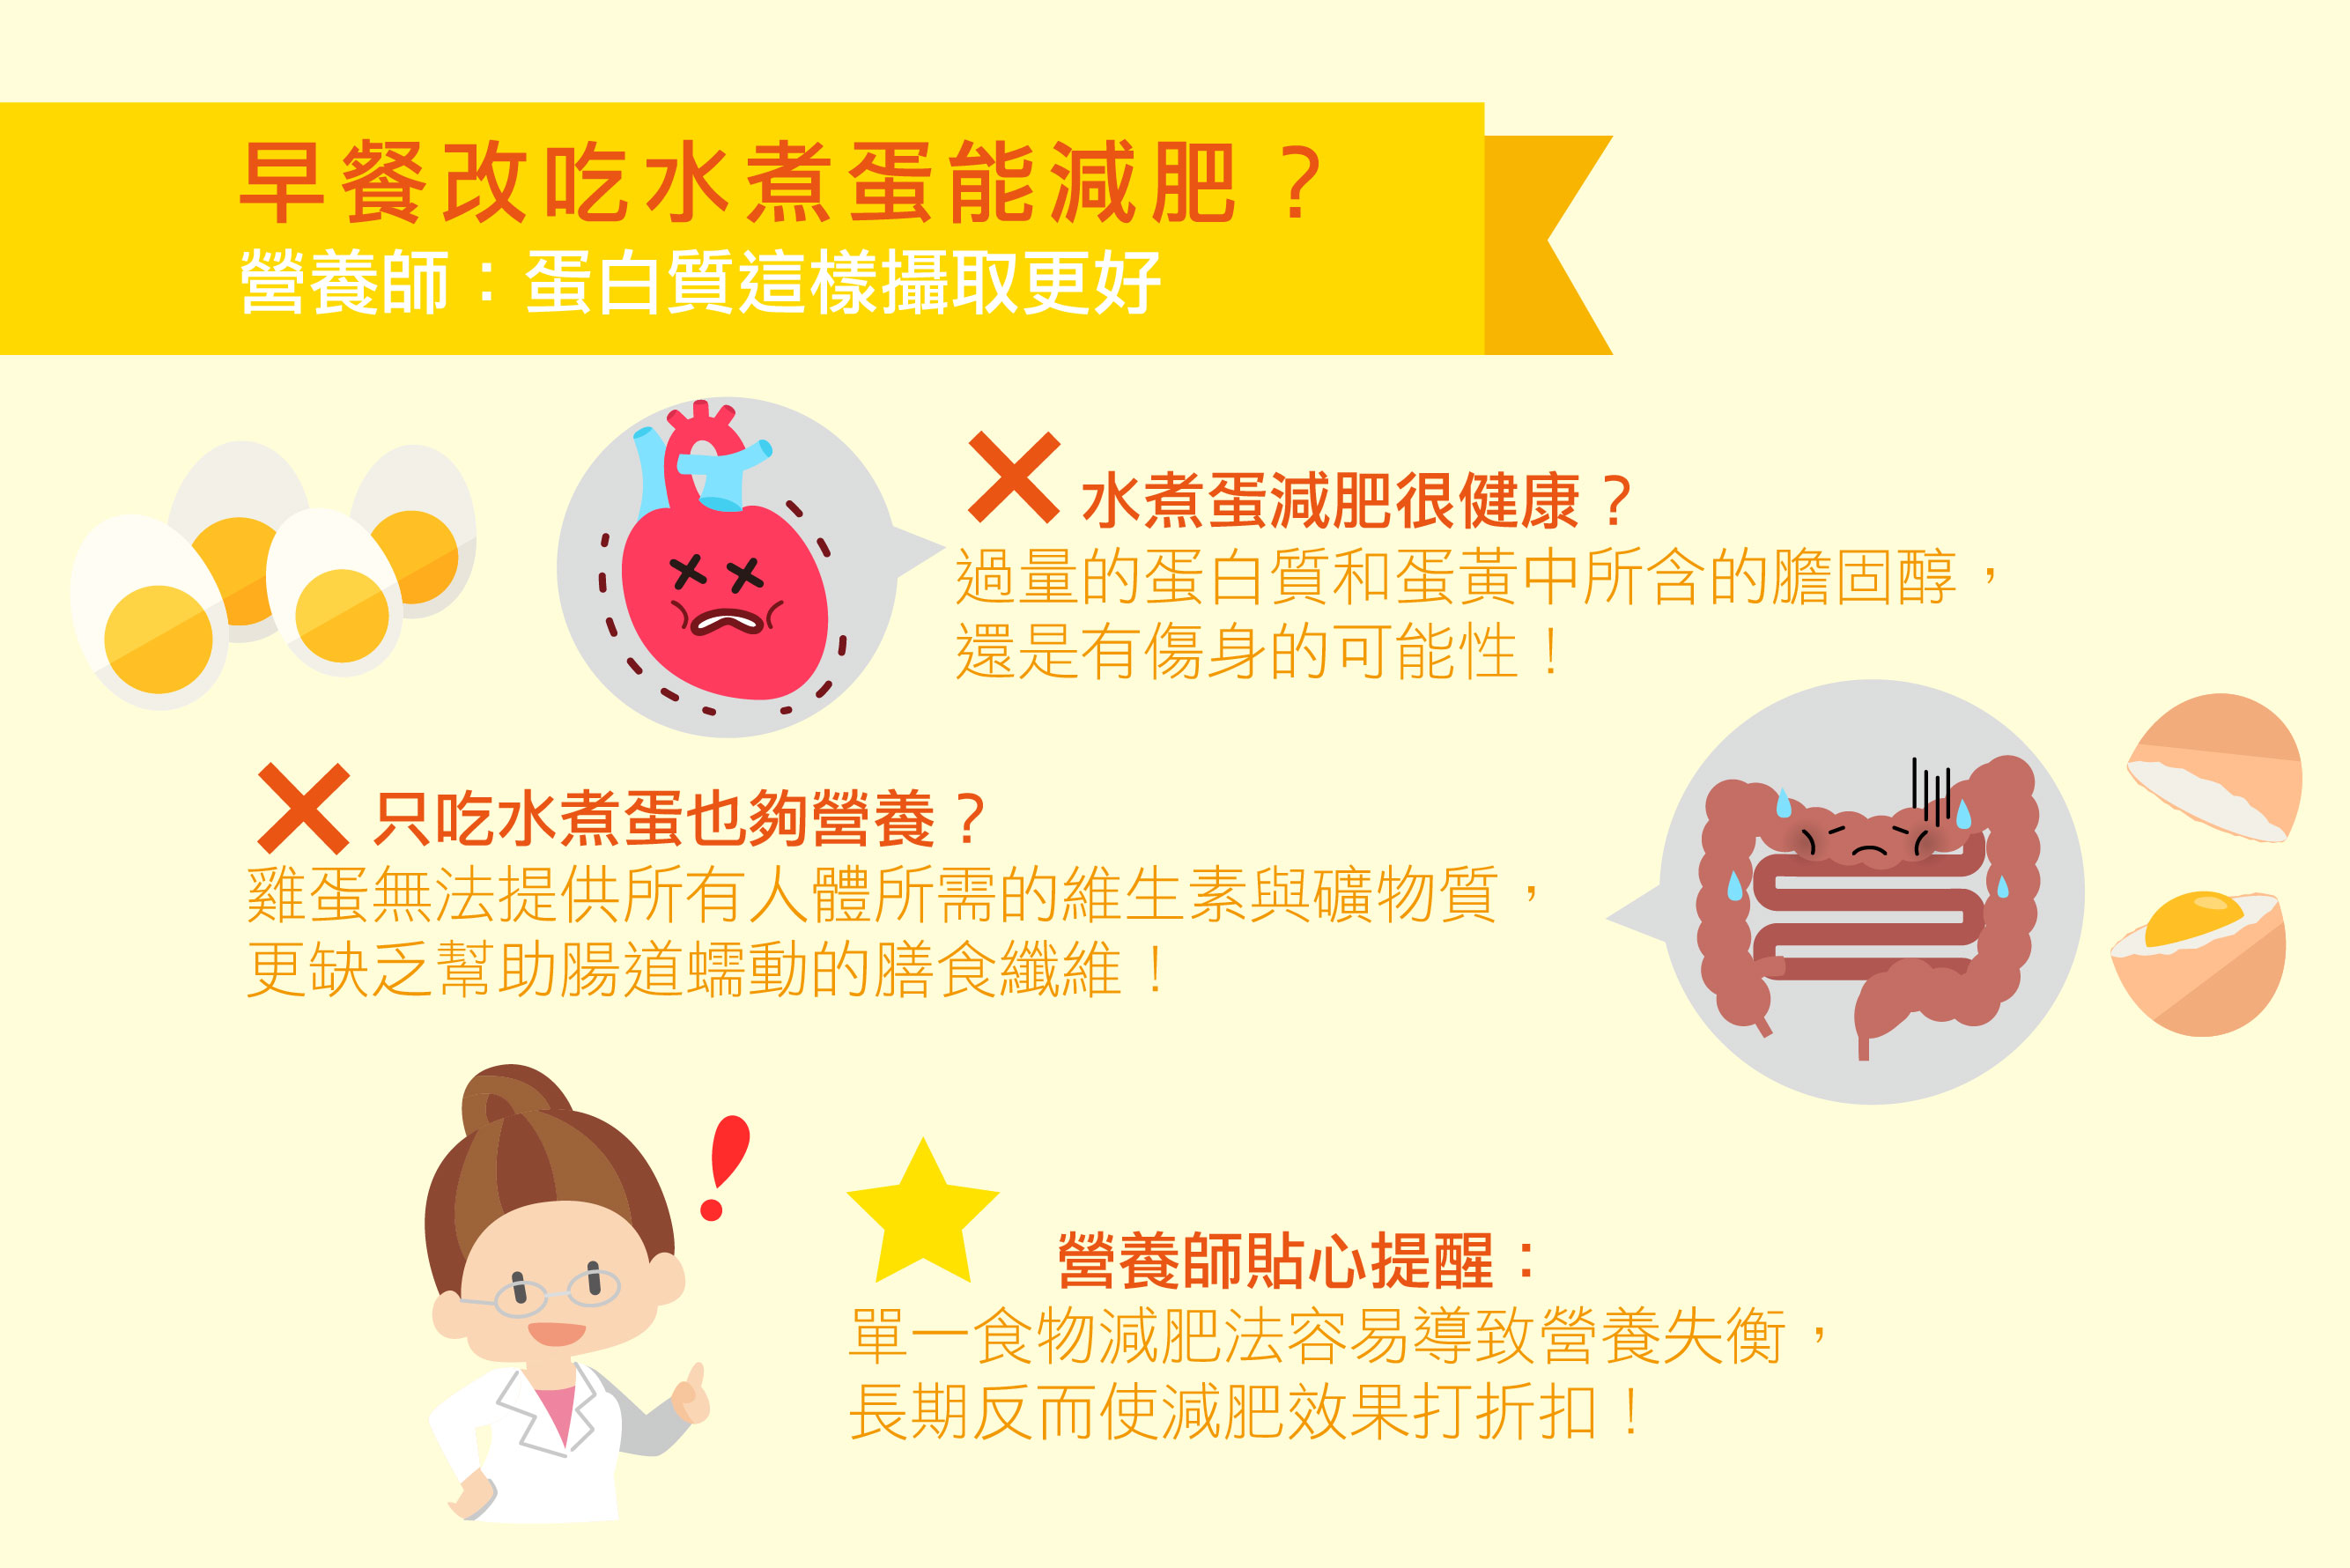 早餐改吃水煮蛋能減肥？
營養師：蛋白質這樣攝取更好
水煮蛋減肥很健康？
過量的蛋白質和蛋黃中所含的膽固醇，
還是有傷身的可能性！
只吃水煮蛋也夠營養？
雞蛋無法提供所有人體所需的維生素與礦物質，
更缺乏幫助腸道蠕動的膳食纖維！
營養師貼心提醒：
單一食物減肥法容易導致營養失衡，
長期反而使減肥效果打折扣！